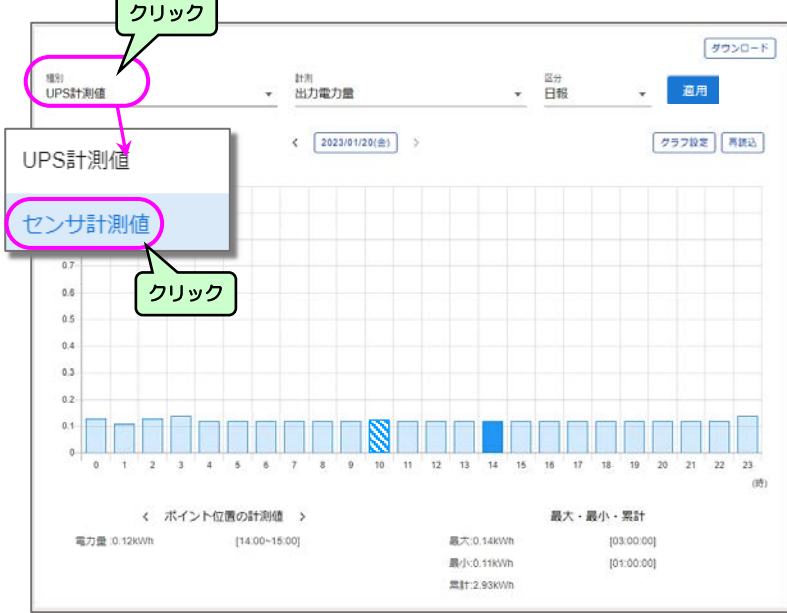 クリック
ダウンロード
種別
UPS計測値
計測
出力電力量
区分
日報
適用
2023/01/20(金)
グラフ設定
再読込
UPS計測値
センサ計測値
クリック
0.7
0.6
0.5
0.4
0.3
0.2
0.1
0
0 1 2 3 4 5 6 7 8 9 10 11 12 13 14 15 16 17 18 19 20 21 22 23
(時)
ポイント位置の計測値
最大・最小・累計
電力量:0.12kWh [14:00~15:00]
最大:0.14kWh [03:00:00]
最小:0.11kWh [01:00:00]
累計:2.93kWh